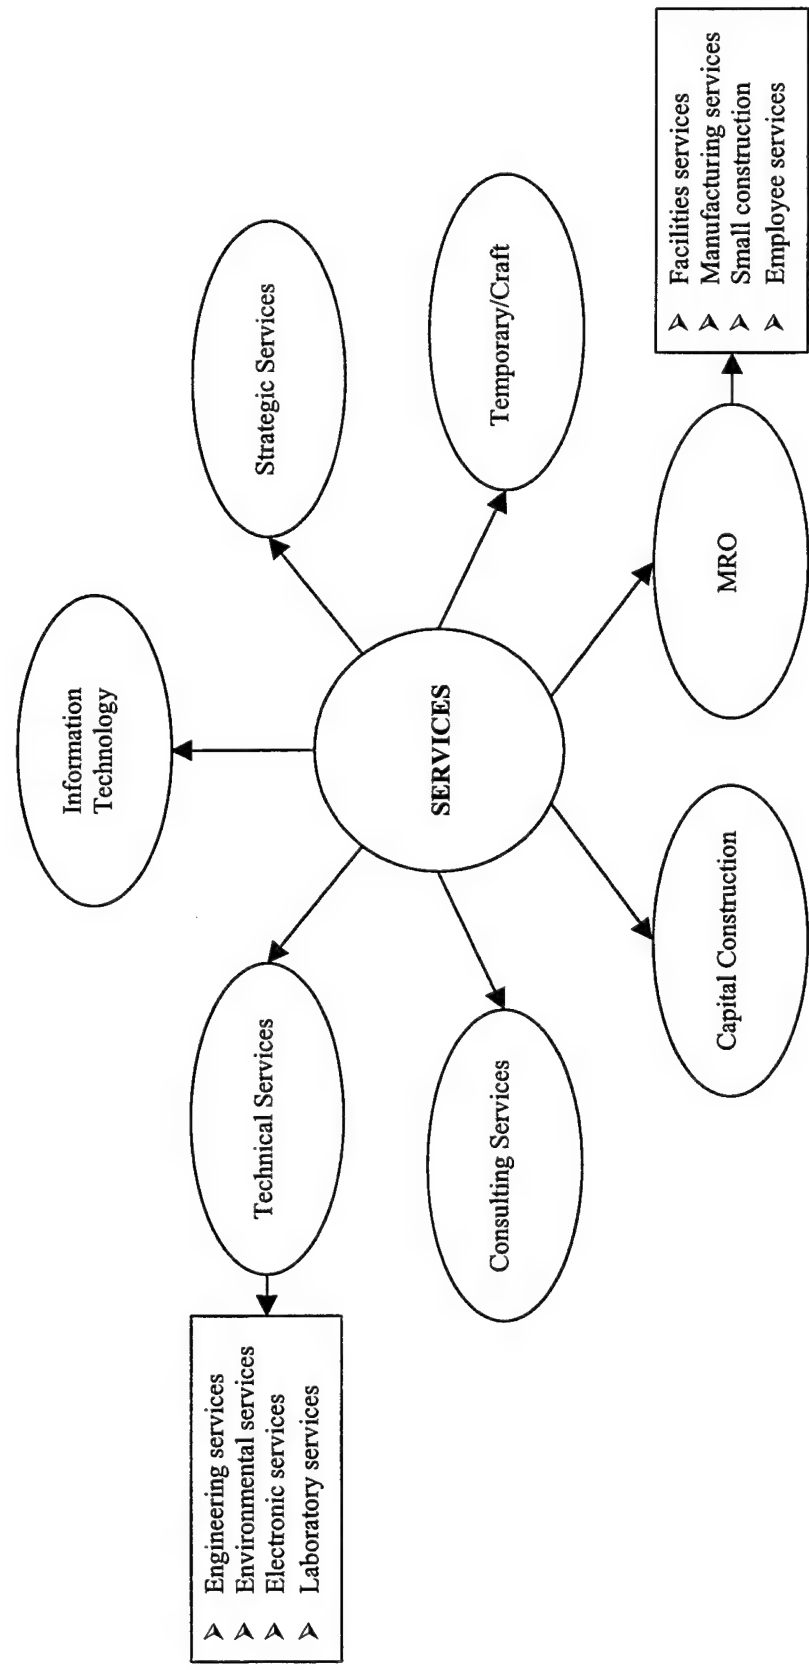 Information
Technology
Technical Services
Strategic Services
➢ Engineering services
➢ Environmental services
➢ Electronic services
➢ Laboratory services
SERVICES
Consulting Services
Temporary/Craft
Capital Construction
MRO
➢ Facilities services
➢ Manufacturing services
➢ Small construction
➢ Employee services